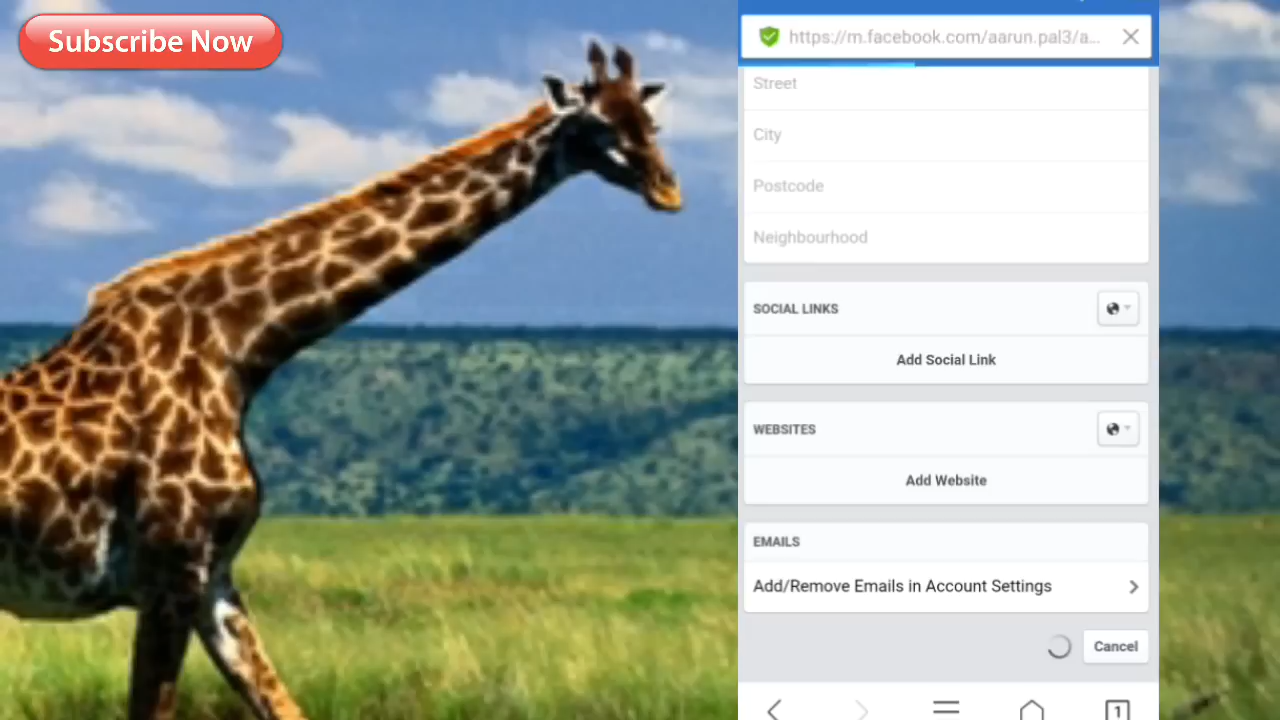 Subscribe Now
https://m.facebook.com/aarun.pal3/a...
Street
City
Postcode
Neighbourhood
SOCIAL LINKS
Add Social Link
WEBSITES
Add Website
EMAILS
Add/Remove Emails in Account Settings
Cancel
1